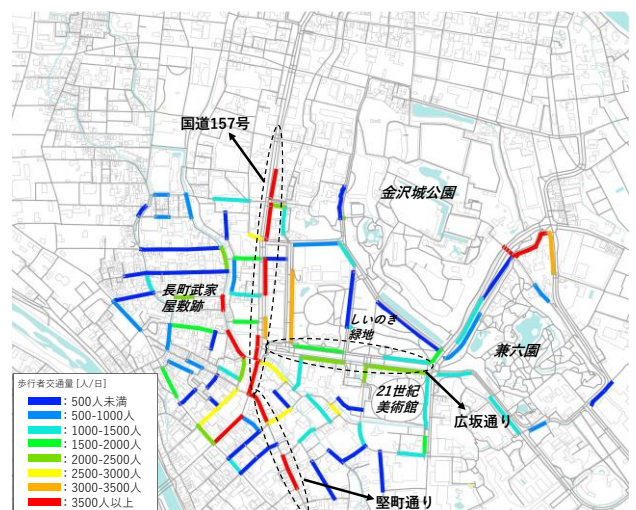 国道157号
金沢城公園
長町武家
屋敷跡
しいのき
緑地
兼六園
21世紀
美術館
広坂通り
竪町通り
歩行者交通量 [人/日]
：500人未満
：500-1000人
：1000-1500人
：1500-2000人
：2000-2500人
：2500-3000人
：3000-3500人
：3500人以上